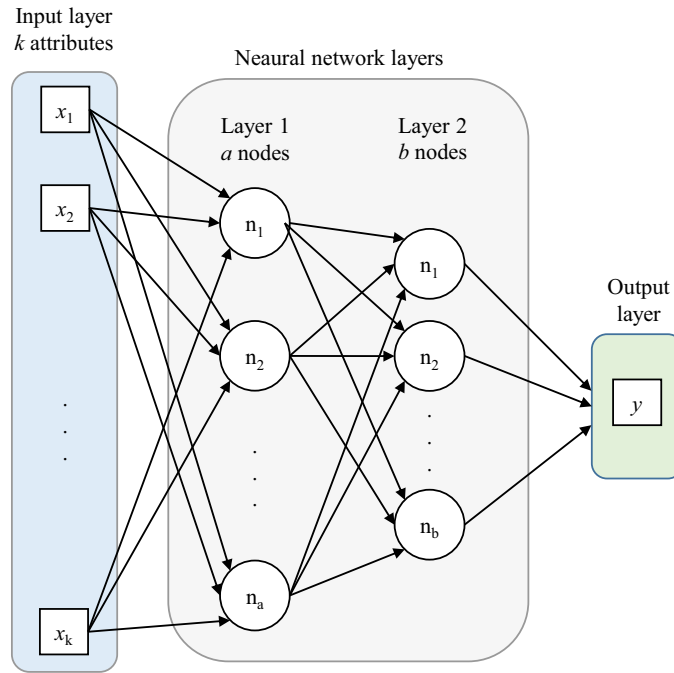 Input layer
k attributes
Neaural network layers
Layer 1
a nodes
Layer 2
b nodes
Output
layer
x1
x2
.
.
.
xk
n1
n2
.
.
.
na
n1
n2
.
.
.
nb
y